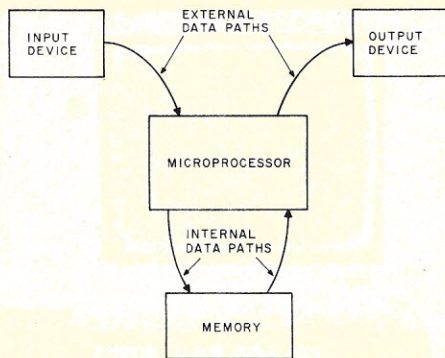 EXTERNAL
DATA PATHS
INPUT
DEVICE
OUTPUT
DEVICE
MICROPROCESSOR
INTERNAL
DATA PATHS
MEMORY